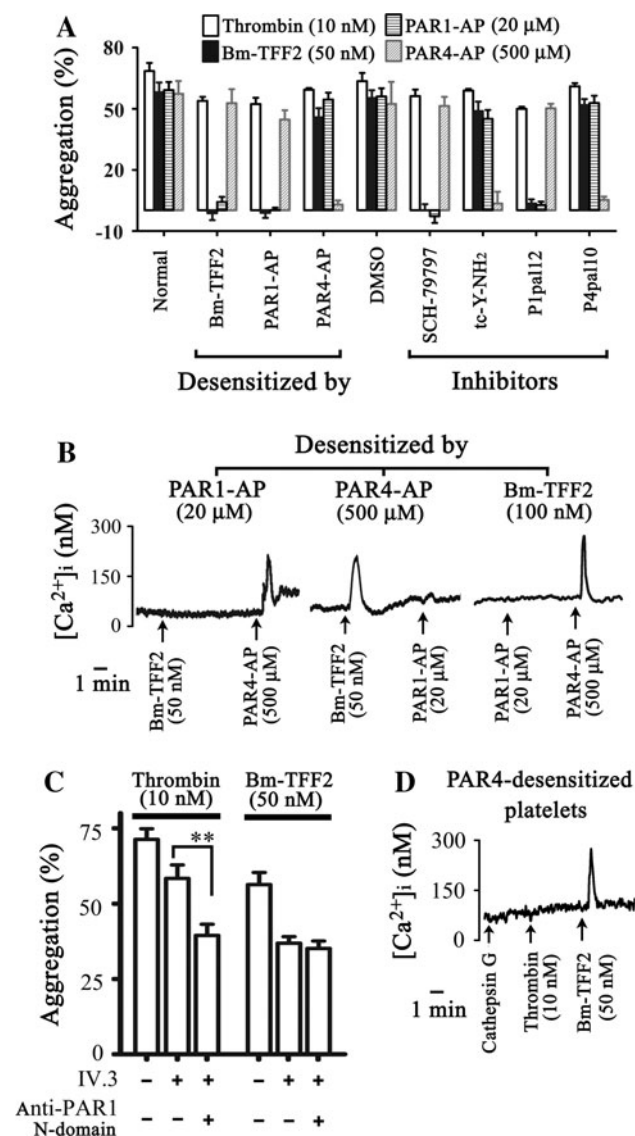 A
Thrombin (10 nM) PAR1-AP (20 µM)
Bm-TFF2 (50 nM) PAR4-AP (500 µM)
Aggregation (%)
80
50
20
-10
Normal
Bm-TFF2
PAR1-AP
PAR4-AP
DMSO
SCH-79797
tc-Y-NH2
P1pal12
P4pal10
Desensitized by
Inhibitors
B
Desensitized by
PAR1-AP
(20 µM)
PAR4-AP
(500 µM)
Bm-TFF2
(100 nM)
[Ca2+]i (nM)
300
150
0
1 min
Bm-TFF2
(50 nM)
PAR4-AP
(500 µM)
Bm-TFF2
(50 nM)
PAR1-AP
(20 µM)
PAR1-AP
(20 µM)
PAR4-AP
(500 µM)
C
Thrombin
(10 nM)
Bm-TFF2
(50 nM)
**
Aggregation (%)
75
50
25
0
IV.3 – + + – + +
Anti-PAR1
N-domain – – + – – +
D
PAR4-desensitized
platelets
[Ca2+]i (nM)
300
150
0
1 min
Cathepsin G
Thrombin
(10 nM)
Bm-TFF2
(50 nM)